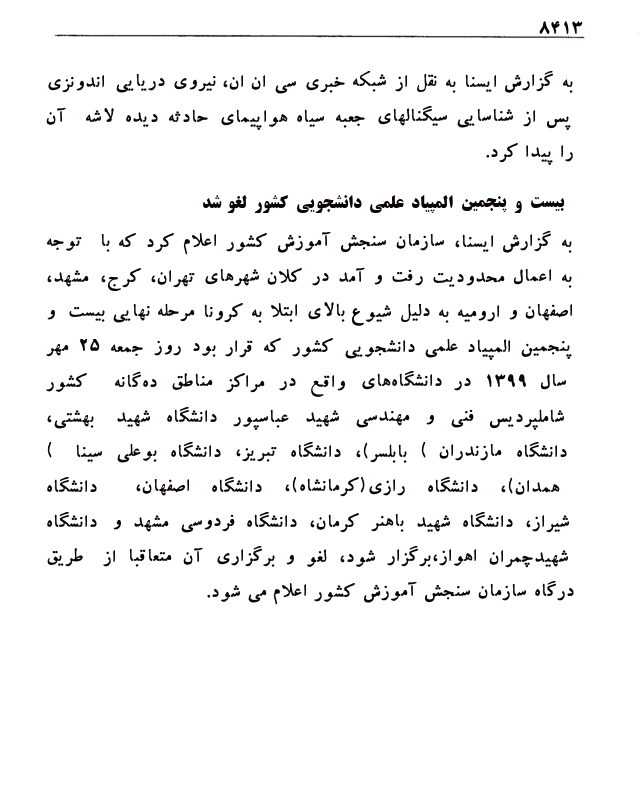 ۸۴۱۳
به گزارش ایسنا به نقل از شبکه خبری سی ان ان، نیروی دریایی اندونزی
پس از شناسایی سیگنالهای جعبه سیاه هواپیمای حادثه دیده لاشه آن
را پیدا کرد.
بیست و پنجمین المپیاد علمی دانشجویی کشور لغو شد
به گزارش ایسنا، سازمان سنجش آموزش کشور اعلام کرد که با توجه
به اعمال محدودیت رفت و آمد در کلان شهرهای تهران، کرج، مشهد،
اصفهان و ارومیه به دلیل شیوع بالای ابتلا به کرونا مرحله نهایی بیست و
پنجمین المپیاد علمی دانشجویی کشور که قرار بود روز جمعه ۲۵ مهر
سال ۱۳۹۹ در دانشگاه‌های واقع در مراکز مناطق ده‌گانه کشور
شاملپردیس فنی و مهندسی شهید عباسپور دانشگاه شهید بهشتی،
دانشگاه مازندران ) بابلسر)، دانشگاه تبریز، دانشگاه بوعلی سینا )
همدان)، دانشگاه رازی(کرمانشاه)، دانشگاه اصفهان، دانشگاه
شیراز، دانشگاه شهید باهنر کرمان، دانشگاه فردوسی مشهد و دانشگاه
شهیدچمران اهواز،برگزار شود، لغو و برگزاری آن متعاقبا از طریق
درگاه سازمان سنجش آموزش کشور اعلام می شود.